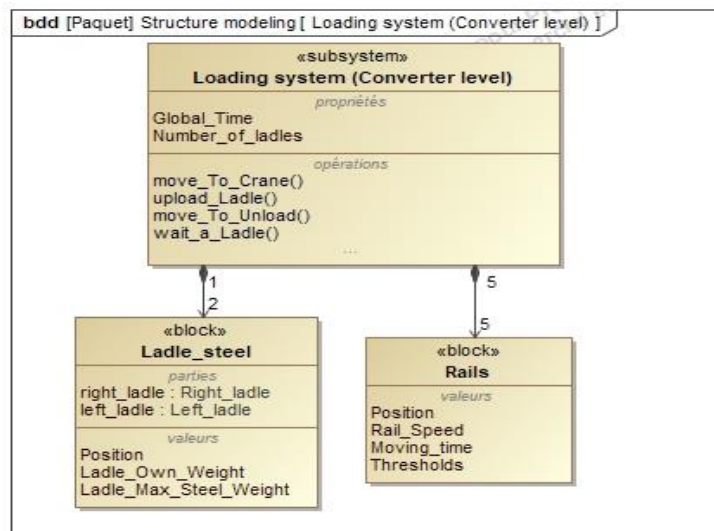 bdd [Paquet] Structure modeling [ Loading system (Converter level) ]
«subsystem»
Loading system (Converter level)
propriétés
Global_Time
Number_of_ladles
opérations
move_To_Crane()
upload_Ladle()
move_To_Unload()
wait_a_Ladle()
...
1
2
5
5
«block»
Ladle_steel
parties
right_ladle : Right_ladle
left_ladle : Left_ladle
valeurs
Position
Ladle_Own_Weight
Ladle_Max_Steel_Weight
«block»
Rails
valeurs
Position
Rail_Speed
Moving_time
Thresholds